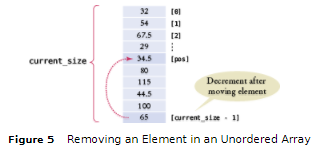 32 [0]
54 [1]
67.5 [2]
29 ⋮
current_size 34.5 [pos]
80
115
44.5
100
65 [current_size - 1]
Decrement after
moving element
Figure 5 Removing an Element in an Unordered Array